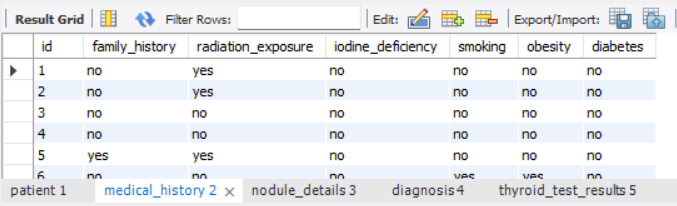 Result Grid Filter Rows: Edit: Export/Import:
id family_history radiation_exposure iodine_deficiency smoking obesity diabetes
1 no yes no no no no
2 no yes no no no no
3 no no no no no no
4 no no no no no no
5 yes yes no no no no
6 no no no yes yes no
patient 1 medical_history 2 × nodule_details 3 diagnosis 4 thyroid_test_results 5